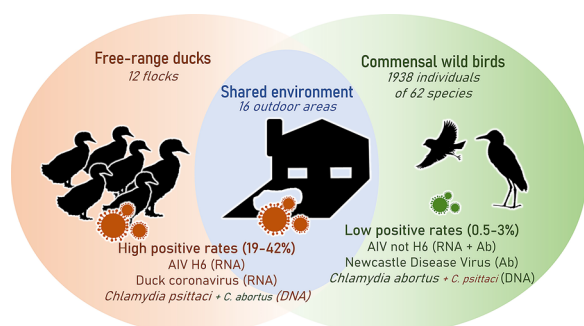 Free-range ducks
12 flocks
Shared environment
16 outdoor areas
Commensal wild birds
1938 individuals
of 62 species
High positive rates (19-42%)
AIV H6 (RNA)
Duck coronavirus (RNA)
Chlamydia psittaci + C. abortus (DNA)
Low positive rates (0.5-3%)
AIV not H6 (RNA + Ab)
Newcastle Disease Virus (Ab)
Chlamydia abortus + C. psittaci (DNA)